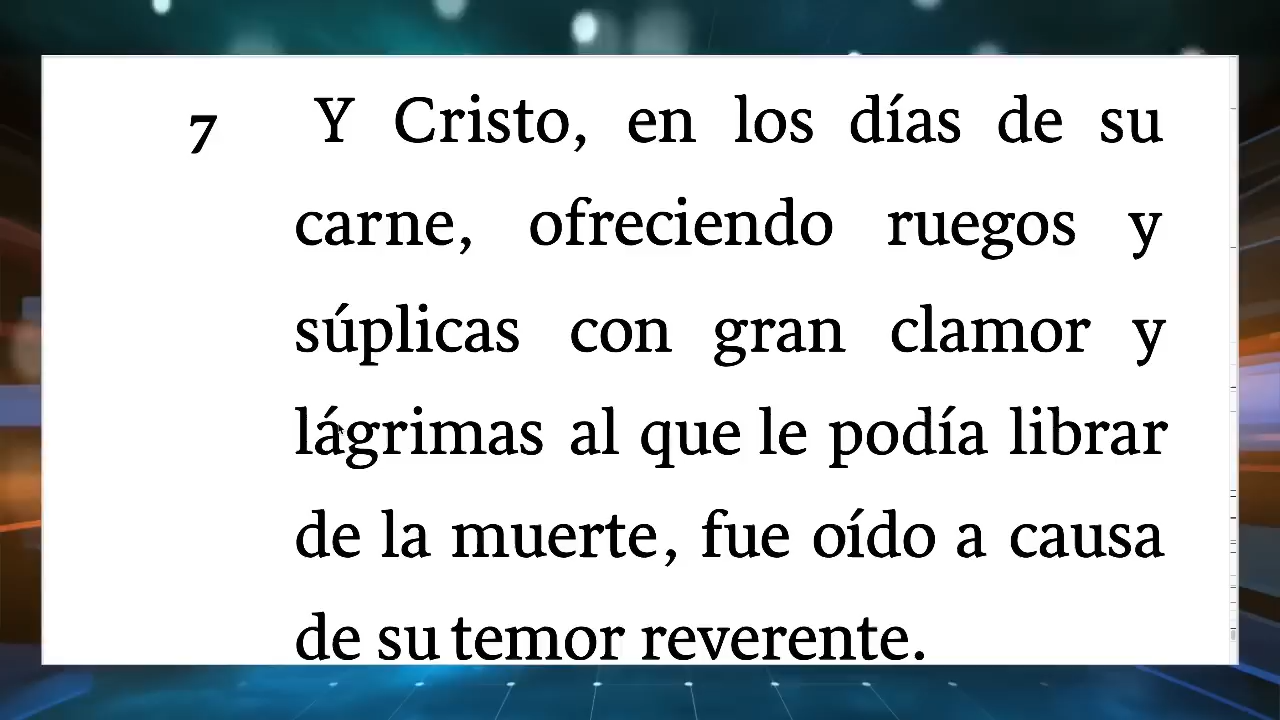 7 Y Cristo, en los días de su
carne, ofreciendo ruegos y
súplicas con gran clamor y
lágrimas al que le podía librar
de la muerte, fue oído a causa
de su temor reverente.